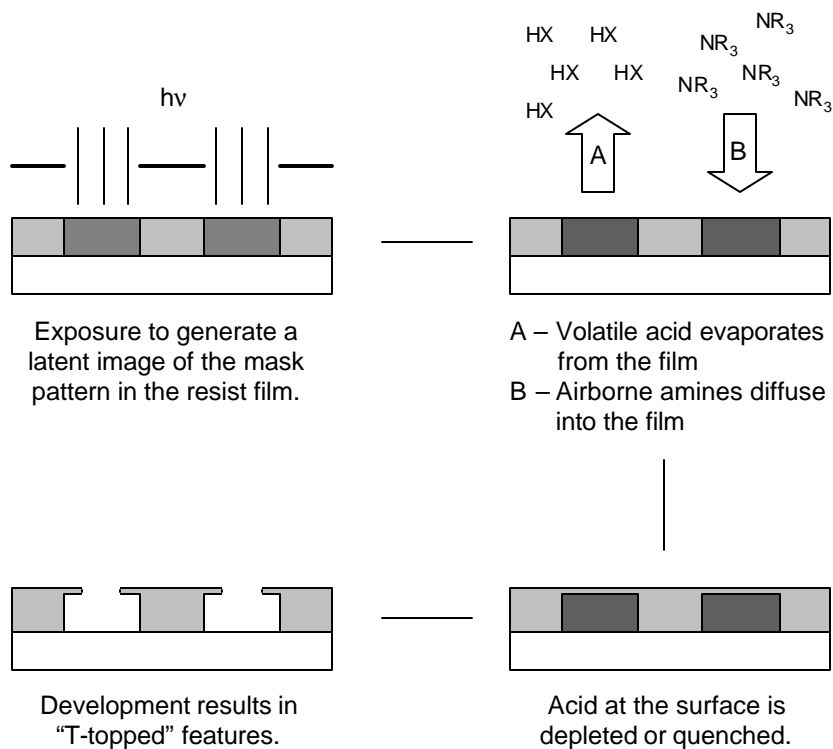 hν
HX HX
HX HX
HX
NR3
NR3
NR3
NR3
NR3
A
B
Exposure to generate a
latent image of the mask
pattern in the resist film.
A – Volatile acid evaporates
from the film
B – Airborne amines diffuse
into the film
Development results in
“T-topped” features.
Acid at the surface is
depleted or quenched.